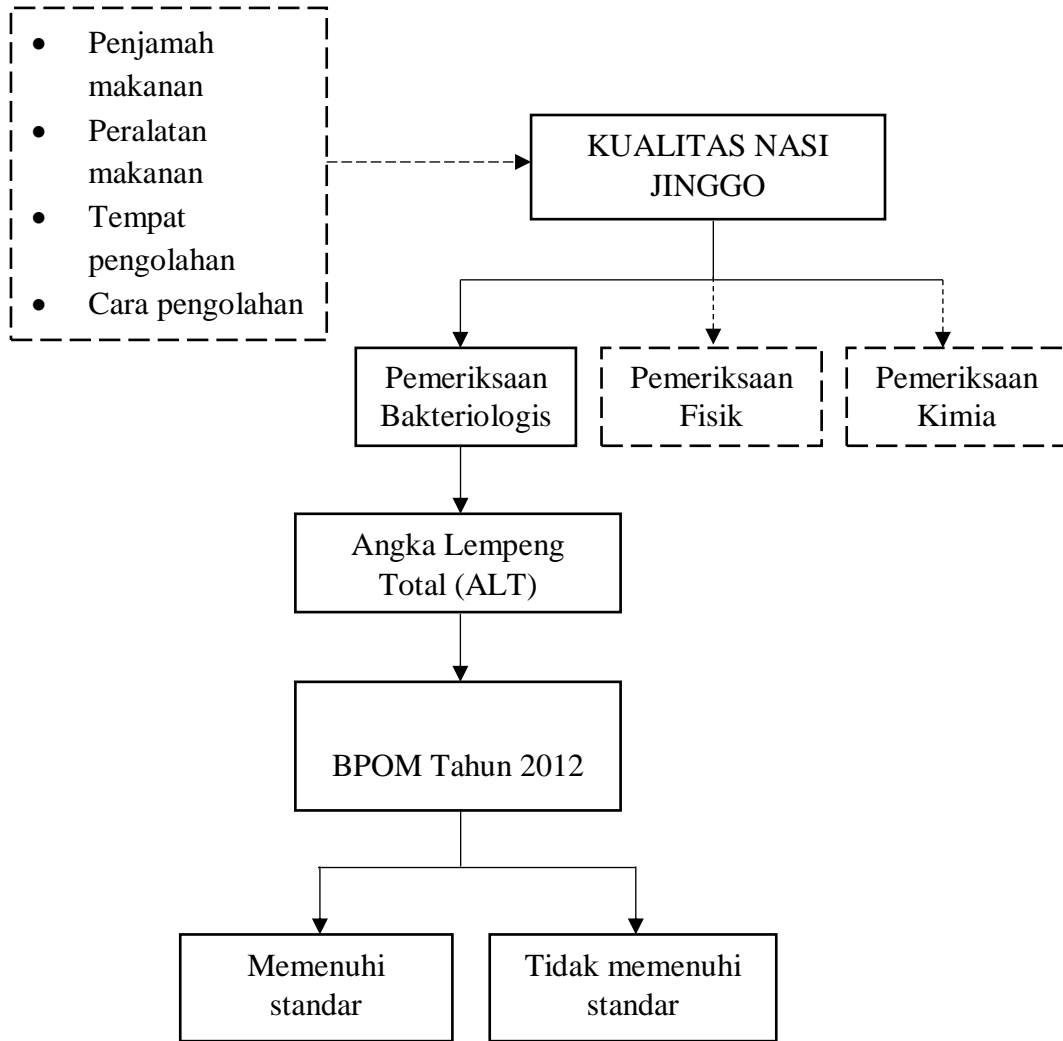 • Penjamah
makanan
• Peralatan
makanan
• Tempat
pengolahan
• Cara pengolahan
KUALITAS NASI
JINGGO
Pemeriksaan
Bakteriologis
Pemeriksaan
Fisik
Pemeriksaan
Kimia
Angka Lempeng
Total (ALT)
BPOM Tahun 2012
Memenuhi
standar
Tidak memenuhi
standar